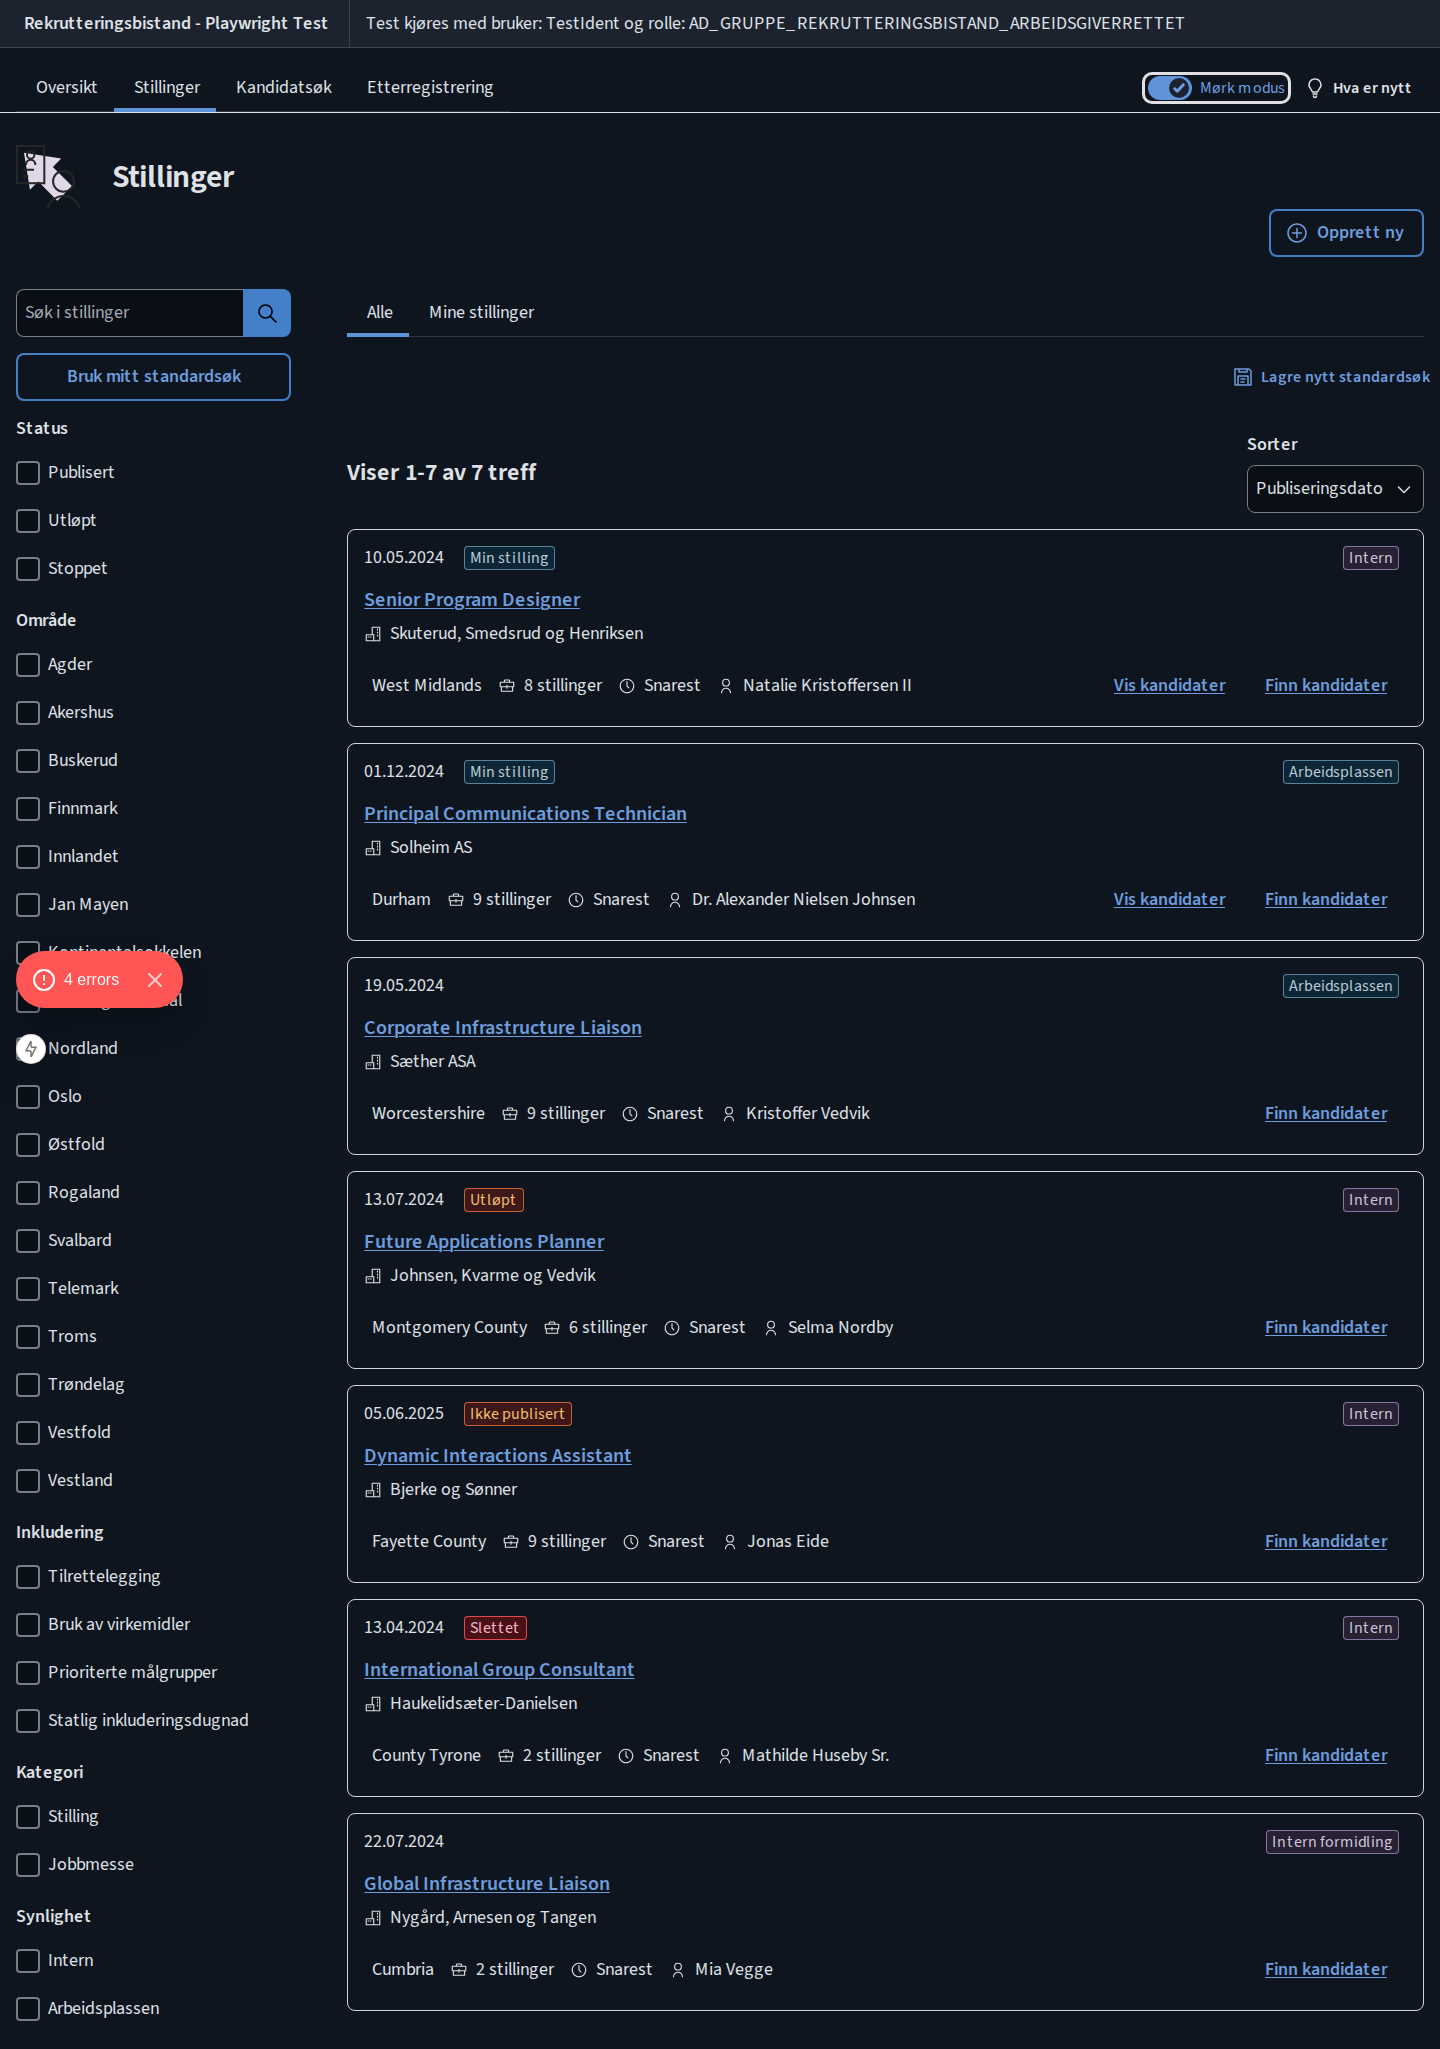 Rekrutteringsbistand - Playwright Test
Test kjøres med bruker: TestIdent og rolle: AD_GRUPPE_REKRUTTERINGSBISTAND_ARBEIDSGIVERRETTET
Oversikt
Stillinger
Kandidatsøk
Etterregistrering
Mørk modus
Hva er nytt
Stillinger
Opprett ny
Søk i stillinger
Bruk mitt standardsøk
Status
Publisert
Utløpt
Stoppet
Område
Agder
Akershus
Buskerud
Finnmark
Innlandet
Jan Mayen
4 errors
Nordland
Oslo
Østfold
Rogaland
Svalbard
Telemark
Troms
Trøndelag
Vestfold
Vestland
Inkludering
Tilrettelegging
Bruk av virkemidler
Prioriterte målgrupper
Statlig inkluderingsdugnad
Kategori
Stilling
Jobbmesse
Synlighet
Intern
Arbeidsplassen
Alle
Mine stillinger
Lagre nytt standardsøk
Viser 1-7 av 7 treff
Sorter
Publiseringsdato
10.05.2024 Min stilling Intern
Senior Program Designer
Skuterud, Smedsrud og Henriksen
West Midlands 8 stillinger Snarest Natalie Kristoffersen II Vis kandidater Finn kandidater
01.12.2024 Min stilling Arbeidsplassen
Principal Communications Technician
Solheim AS
Durham 9 stillinger Snarest Dr. Alexander Nielsen Johnsen Vis kandidater Finn kandidater
19.05.2024 Arbeidsplassen
Corporate Infrastructure Liaison
Sæther ASA
Worcestershire 9 stillinger Snarest Kristoffer Vedvik Finn kandidater
13.07.2024 Utløpt Intern
Future Applications Planner
Johnsen, Kvarme og Vedvik
Montgomery County 6 stillinger Snarest Selma Nordby Finn kandidater
05.06.2025 Ikke publisert Intern
Dynamic Interactions Assistant
Bjerke og Sønner
Fayette County 9 stillinger Snarest Jonas Eide Finn kandidater
13.04.2024 Slettet Intern
International Group Consultant
Haukelidsæter-Danielsen
County Tyrone 2 stillinger Snarest Mathilde Huseby Sr. Finn kandidater
22.07.2024 Intern formidling
Global Infrastructure Liaison
Nygård, Arnesen og Tangen
Cumbria 2 stillinger Snarest Mia Vegge Finn kandidater